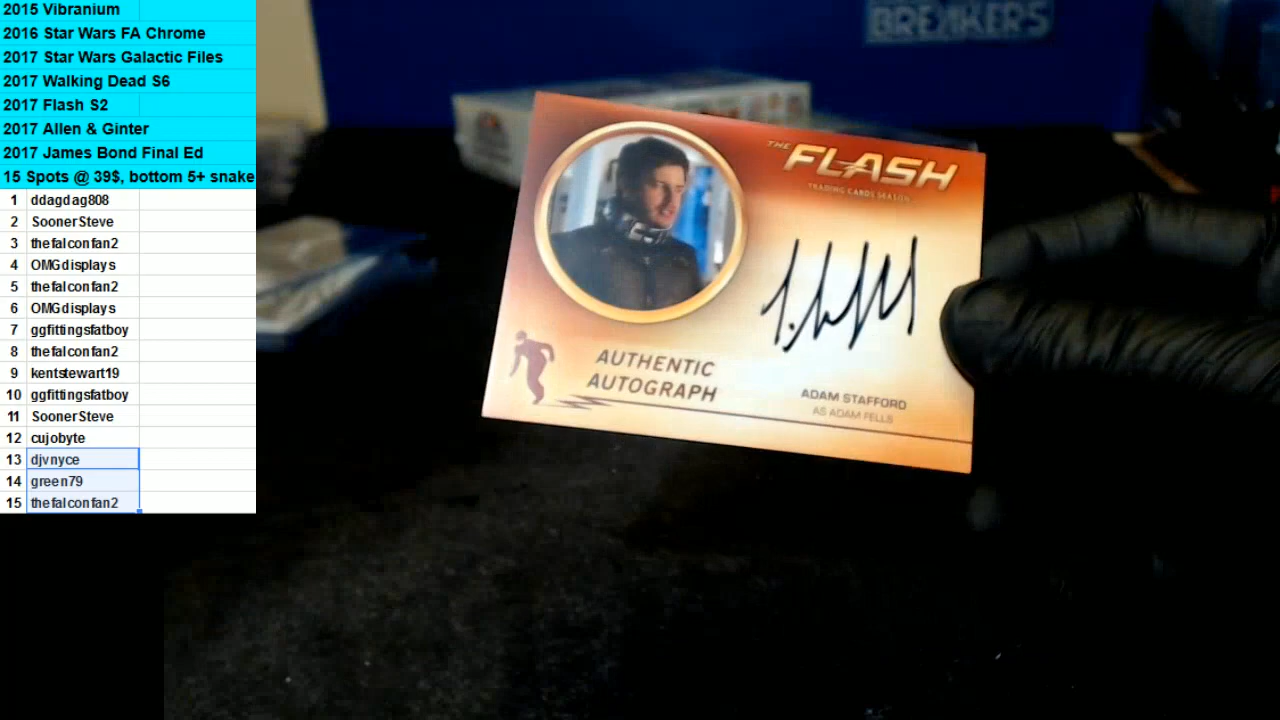 2015 Vibranium
2016 Star Wars FA Chrome
2017 Star Wars Galactic Files
2017 Walking Dead S6
2017 Flash S2
2017 Allen & Ginter
2017 James Bond Final Ed
15 Spots @ 39$, bottom 5+ snake
1 ddagdag808
2 SoonerSteve
3 thefalconfan2
4 OMGdisplays
5 thefalconfan2
6 OMGdisplays
7 ggfittingsfatboy
8 thefalconfan2
9 kentstewart19
10 ggfittingsfatboy
11 SoonerSteve
12 cujobyte
13 djvnyce
14 green79
15 thefalconfan2
BREAKERS
THE FLASH
TRADING CARDS SEASON
AUTHENTIC
AUTOGRAPH
ADAM STAFFORD
AS ADAM FELLS